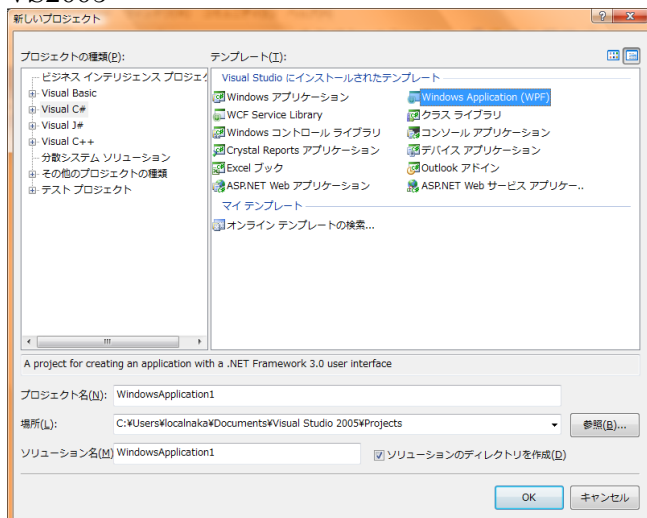 VS2005
新しいプロジェクト
プロジェクトの種類(P):
テンプレート(T):
ビジネス インテリジェンス プロジェク
Visual Basic
Visual C#
Visual J#
Visual C++
分散システム ソリューション
その他のプロジェクトの種類
テスト プロジェクト
Visual Studio にインストールされたテンプレート
Windows アプリケーション
Windows Application (WPF)
WCF Service Library
クラス ライブラリ
Windows コントロール ライブラリ
コンソール アプリケーション
Crystal Reports アプリケーション
デバイス アプリケーション
Excel ブック
Outlook アドイン
ASP.NET Web アプリケーション
ASP.NET Web サービス アプリケー..
マイ テンプレート
オンライン テンプレートの検索...
A project for creating an application with a .NET Framework 3.0 user interface
プロジェクト名(N):
WindowsApplication1
場所(L):
C:¥Users¥localnaka¥Documents¥Visual Studio 2005¥Projects
参照(B)...
ソリューション名(M)
WindowsApplication1
ソリューションのディレクトリを作成(D)
OK
キャンセル